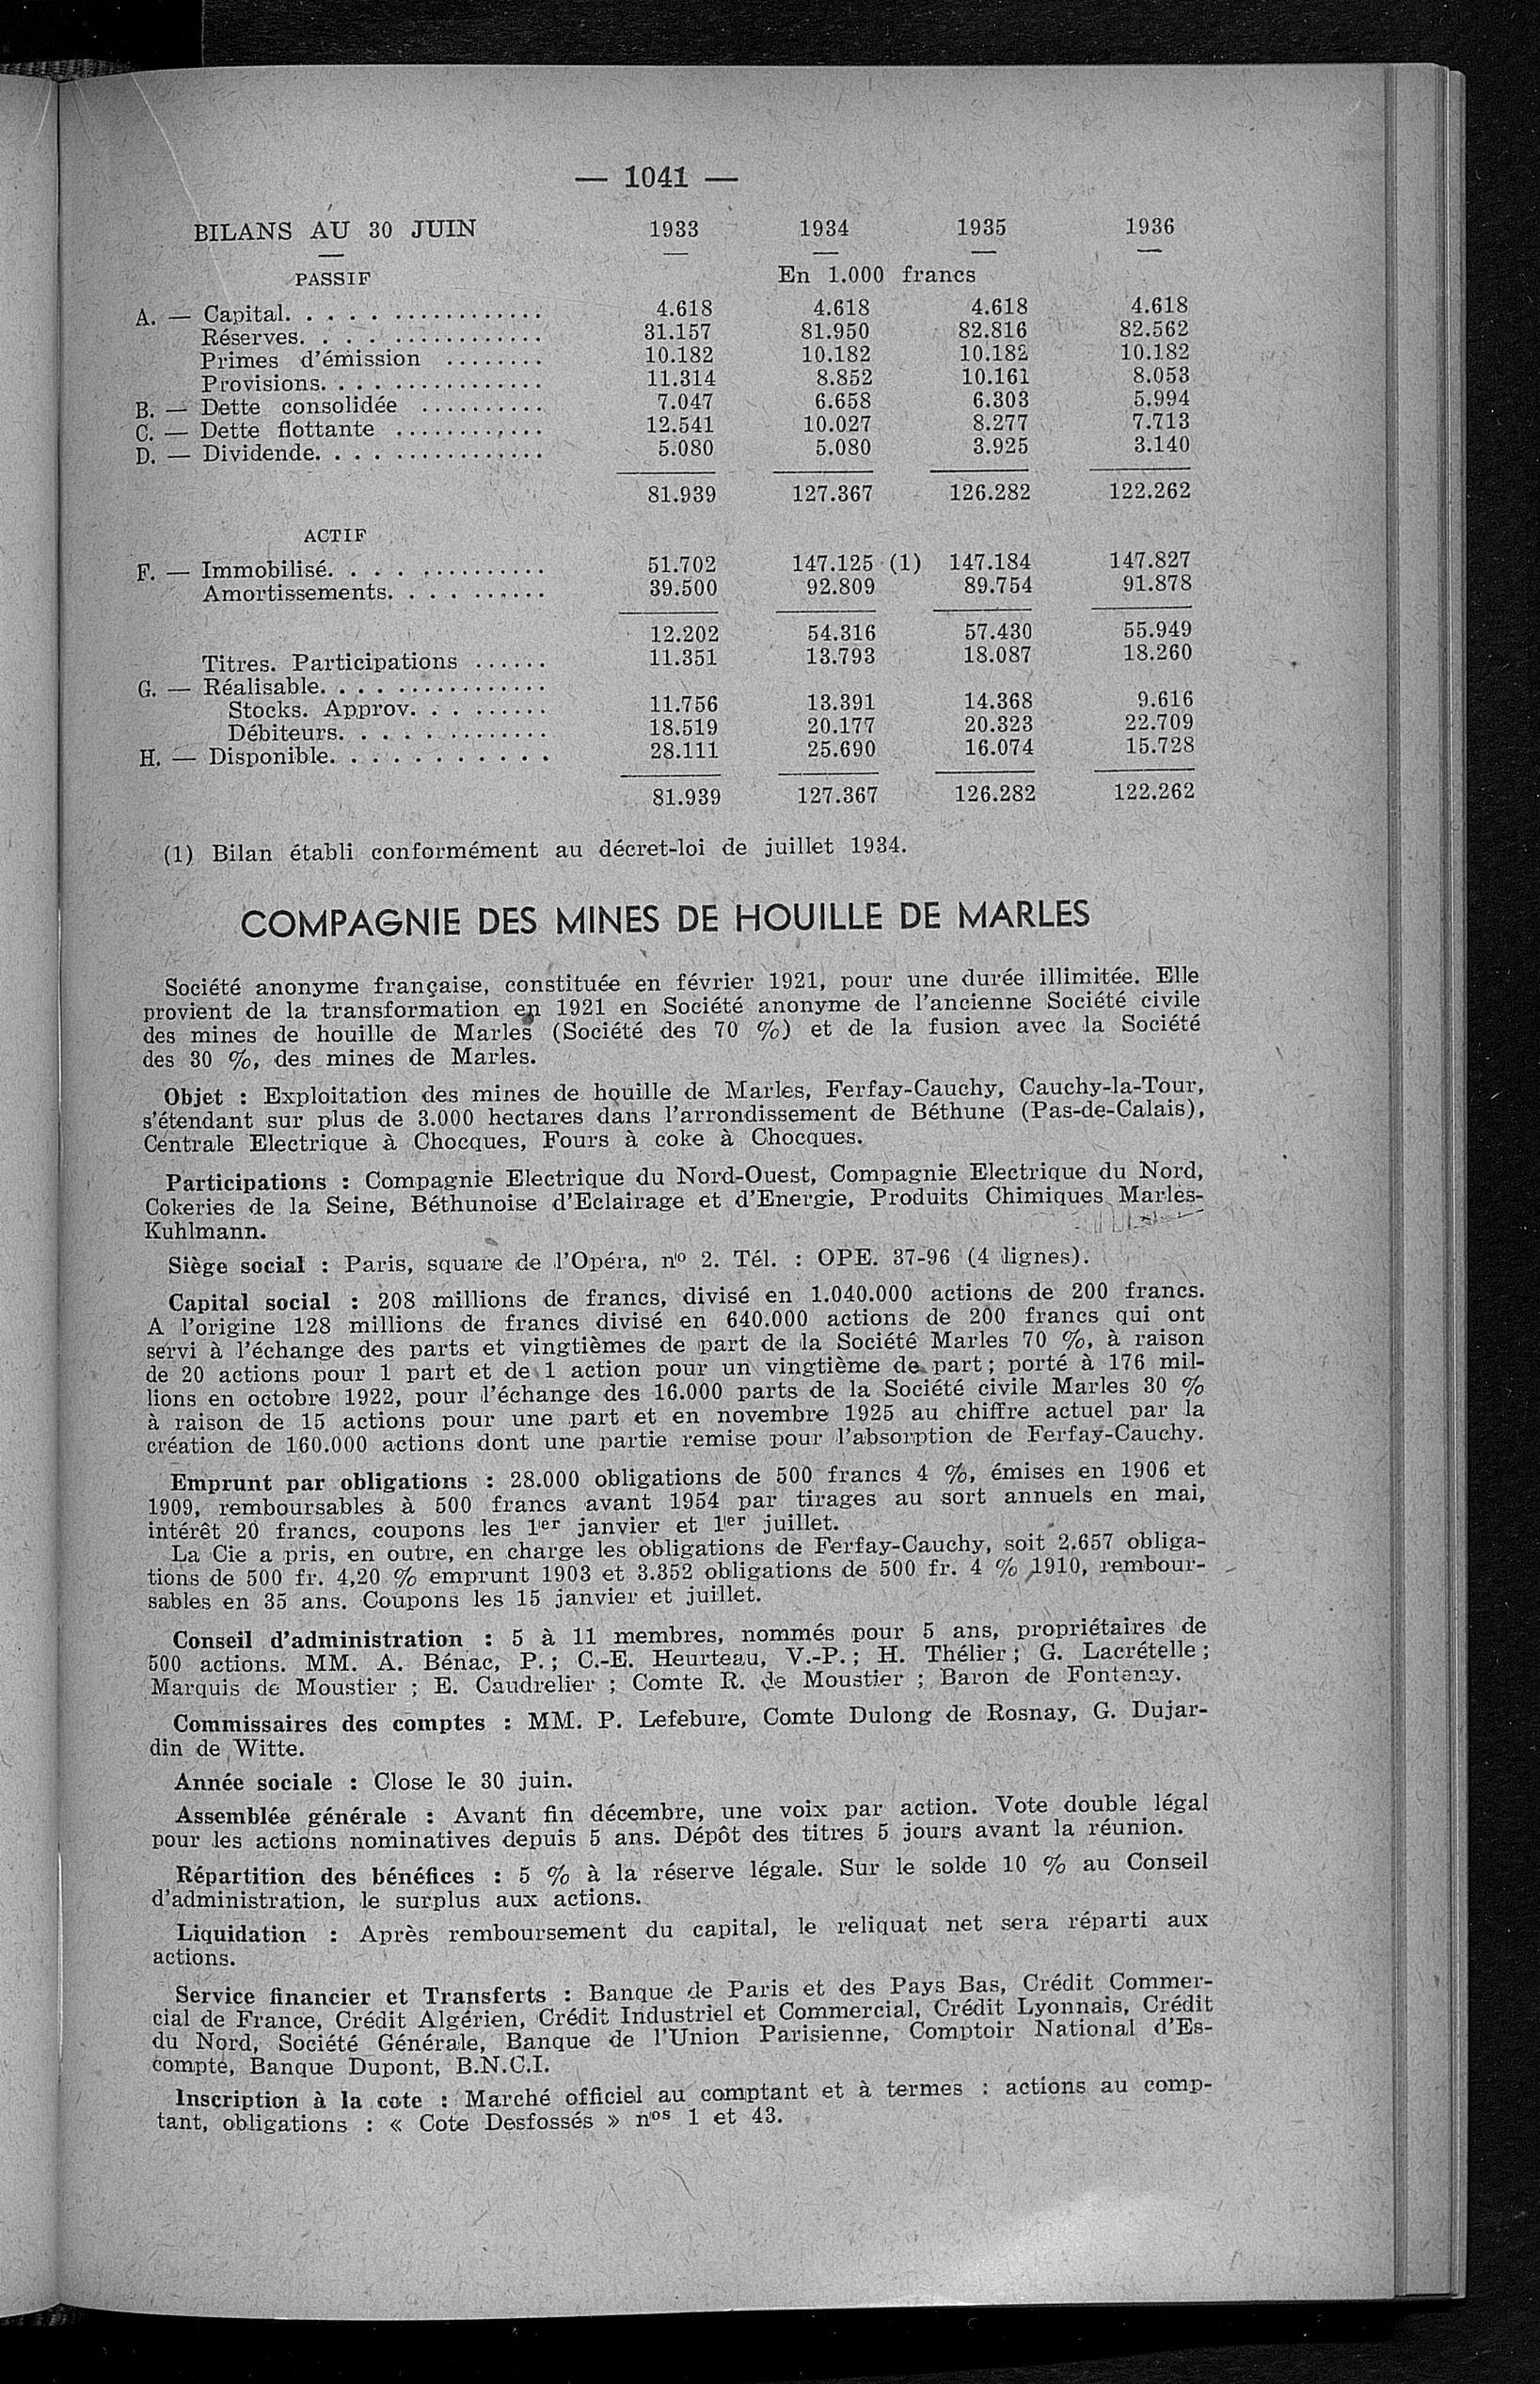 — 1041 —
BILANS AU 30 JUIN 1933 1934 1935 1936
PASSIF En 1.000 francs
A. — Capital. . . . . . . . . . . . . . . . . 4.618 4.618 4.618 4.618
Réserves. . . . . . . . . . . . . . . . . 31.157 81.950 82.816 82.562
Primes d'émission ........ 10.182 10.182 10.182 10.182
Provisions. . . . . . . . . . . . . . . . 11.314 8.852 10.161 8.053
B. — Dette consolidée .......... 7.047 6.658 6.303 5.994
C. — Dette flottante ............ 12.541 10.027 8.277 7.713
D. — Dividende. . . . . . . . . . . . . . . . 5.080 5.080 3.925 3.140
81.939 127.367 126.282 122.262
ACTIF
F. — Immobilisé. . . . . . . . . . . . . . 51.702 147.125 (1) 147.184 147.827
Amortissements. . . . . . . . . . 39.500 92.809 89.754 91.878
12.202 54.316 57.430 55.949
Titres. Participations ...... 11.351 13.793 18.087 18.260
G. — Réalisable. . . . . . . . . . . . . . .
Stocks. Approv. . . . . . . . . 11.756 13.391 14.368 9.616
Débiteurs. . . . . . . . . . . . . 18.519 20.177 20.323 22.709
H. — Disponible. . . . . . . . . . . 28.111 25.690 16.074 15.728
81.939 127.367 126.282 122.262
(1) Bilan établi conformément au décret-loi de juillet 1934.
COMPAGNIE DES MINES DE HOUILLE DE MARLES
Société anonyme française, constituée en février 1921, pour une durée illimitée. Elle
provient de la transformation en 1921 en Société anonyme de l'ancienne Société civile
des mines de houille de Marles (Société des 70 %) et de la fusion avec la Société
des 30 %, des mines de Marles.
Objet : Exploitation des mines de houille de Marles, Ferfay-Cauchy, Cauchy-la-Tour,
s'étendant sur plus de 3.000 hectares dans l'arrondissement de Béthune (Pas-de-Calais),
Centrale Electrique à Chocques, Fours à coke à Chocques.
Participations : Compagnie Electrique du Nord-Ouest, Compagnie Electrique du Nord,
Cokeries de la Seine, Béthunoise d'Eclairage et d'Energie, Produits Chimiques Marles-
Kuhlmann.
Siège social : Paris, square de l'Opéra, no 2. Tél. : OPE. 37-96 (4 lignes).
Capital social : 208 millions de francs, divisé en 1.040.000 actions de 200 francs.
A l'origine 128 millions de francs divisé en 640.000 actions de 200 francs qui ont
servi à l'échange des parts et vingtièmes de part de la Société Marles 70 %, à raison
de 20 actions pour 1 part et de 1 action pour un vingtième de part; porté à 176 mil-
lions en octobre 1922, pour l'échange des 16.000 parts de la Société civile Marles 30 %
à raison de 15 actions pour une part et en novembre 1925 au chiffre actuel par la
création de 160.000 actions dont une partie remise pour l'absorption de Ferfay-Cauchy.
Emprunt par obligations : 28.000 obligations de 500 francs 4 %, émises en 1906 et
1909, remboursables à 500 francs avant 1954 par tirages au sort annuels en mai,
intérêt 20 francs, coupons les 1er janvier et 1er juillet.
La Cie a pris, en outre, en charge les obligations de Ferfay-Cauchy, soit 2.657 obliga-
tions de 500 fr. 4,20 % emprunt 1903 et 3.352 obligations de 500 fr. 4 % 1910, rembour-
sables en 35 ans. Coupons les 15 janvier et juillet.
Conseil d'administration : 5 à 11 membres, nommés pour 5 ans, propriétaires de
500 actions. MM. A. Bénac, P.; C.-E. Heurteau, V.-P.; H. Thélier; G. Lacrételle;
Marquis de Moustier ; E. Caudrelier ; Comte R. de Moustier ; Baron de Fontenay.
Commissaires des comptes : MM. P. Lefebure, Comte Dulong de Rosnay, G. Dujar-
din de Witte.
Année sociale : Close le 30 juin.
Assemblée générale : Avant fin décembre, une voix par action. Vote double légal
pour les actions nominatives depuis 5 ans. Dépôt des titres 5 jours avant la réunion.
Répartition des bénéfices : 5 % à la réserve légale. Sur le solde 10 % au Conseil
d'administration, le surplus aux actions.
Liquidation : Après remboursement du capital, le reliquat net sera réparti aux
actions.
Service financier et Transferts : Banque de Paris et des Pays Bas, Crédit Commer-
cial de France, Crédit Algérien, Crédit Industriel et Commercial, Crédit Lyonnais, Crédit
du Nord, Société Générale, Banque de l'Union Parisienne, Comptoir National d'Es-
compte, Banque Dupont, B.N.C.I.
Inscription à la cote : Marché officiel au comptant et à termes : actions au comp-
tant, obligations : « Cote Desfossés » nos 1 et 43.